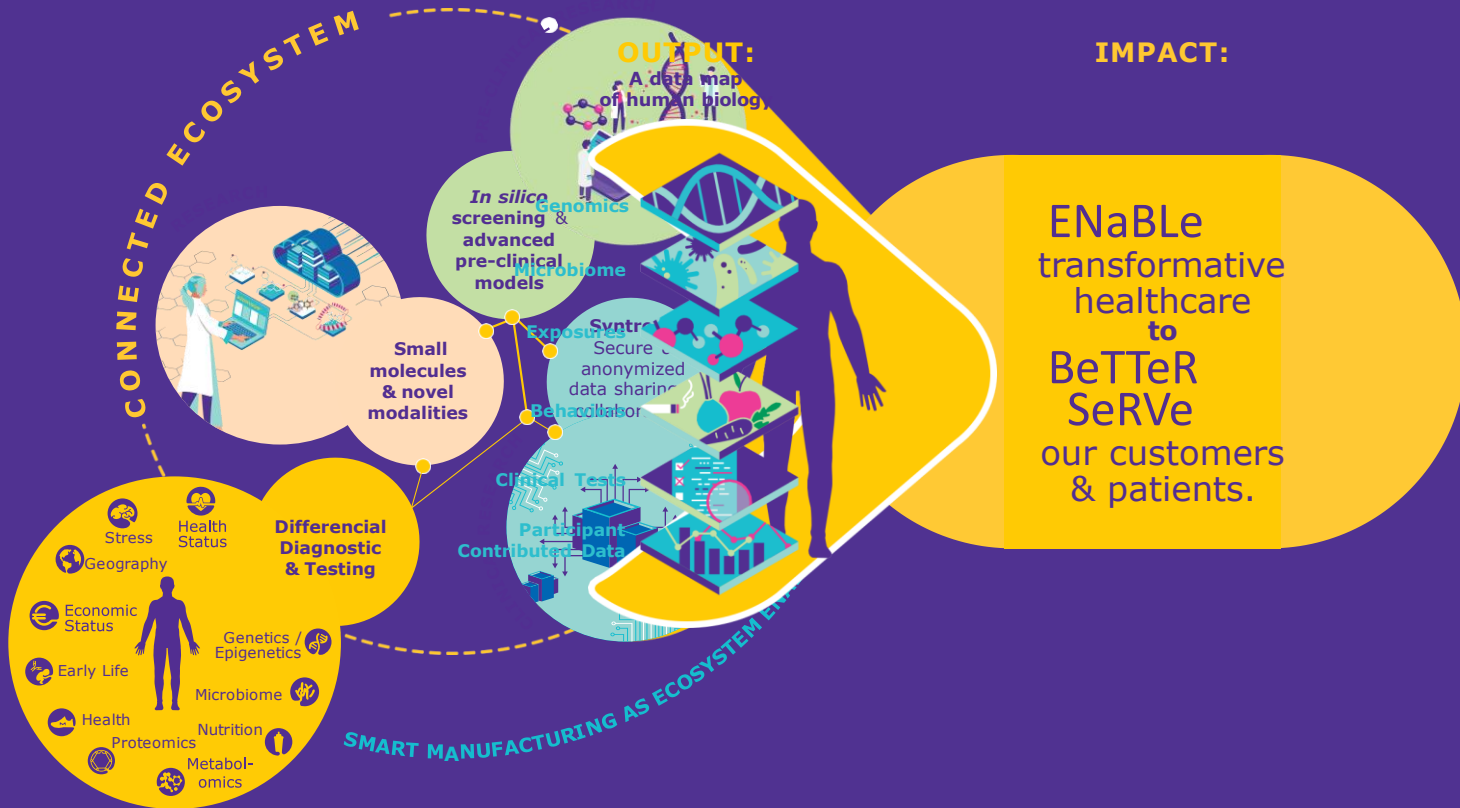 CONNECTED ECOSYSTEM
OUTPUT:
A data map
of human biology
IMPACT:
In silico
screening &
advanced
pre-clinical
models
Genomics
Microbiome
Exposures
Behaviors
Clinical Tests
Participant
Contributed Data
Small
molecules
& novel
modalities
Secure
anonymized
data sharing
Differencial
Diagnostic
& Testing
Stress
Health
Status
Geography
Economic
Status
Early Life
Health
Proteomics
Metabol-
omics
Nutrition
Microbiome
Genetics /
Epigenetics
SMART MANUFACTURING AS ECOSYSTEM
ENaBLe
transformative
healthcare
to
BeTTeR
SeRVe
our customers
& patients.